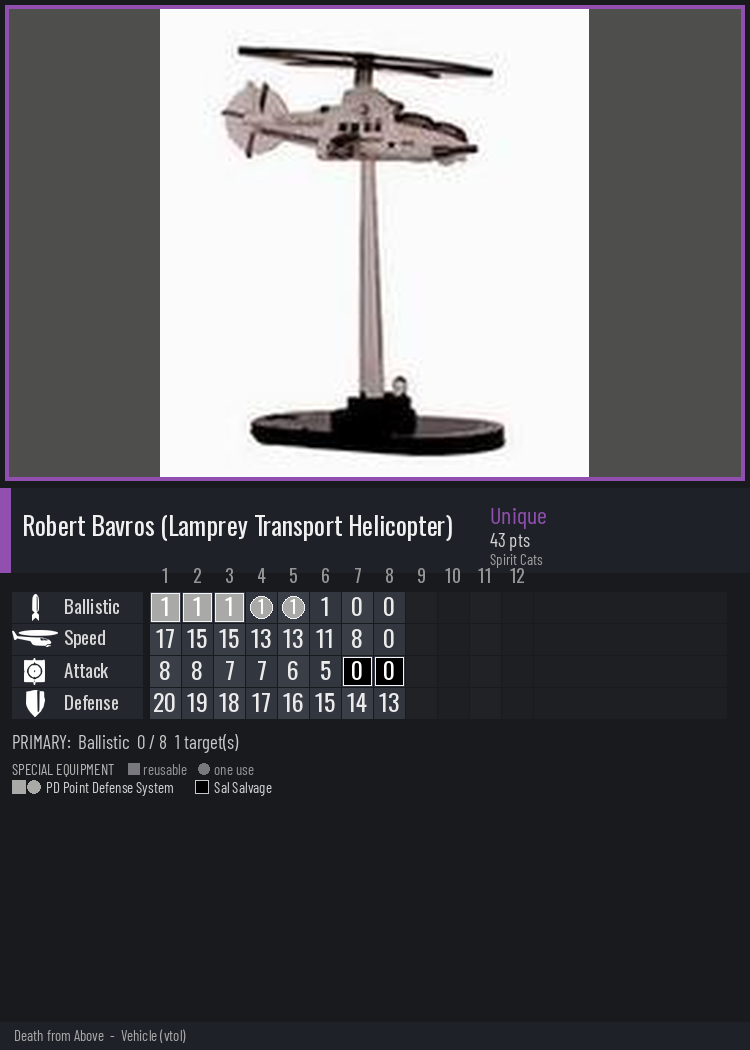 Robert Bavros (Lamprey Transport Helicopter)
Unique
43 pts
Spirit Cats
1 2 3 4 5 6 7 8 9 10 11 12
Ballistic 1 1 1 1 1 1 0 0
Speed 17 15 15 13 13 11 8 0
Attack 8 8 7 7 6 5 0 0
Defense 20 19 18 17 16 15 14 13
PRIMARY: Ballistic 0 / 8 1 target(s)
SPECIAL EQUIPMENT reusable one use
PD Point Defense System Sal Salvage
Death from Above - Vehicle (vtol)